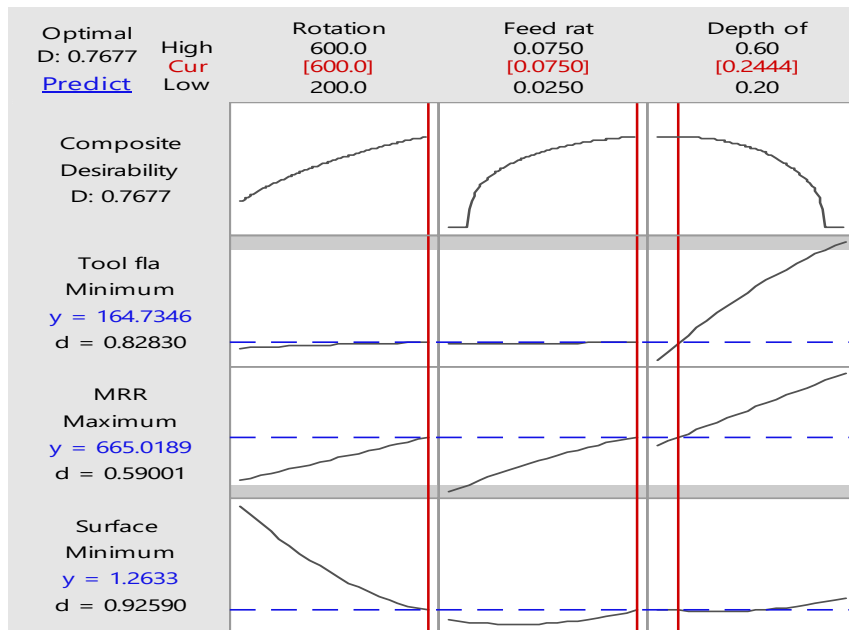 Optimal
D: 0.7677
Predict
High
Cur
Low
Rotation
600.0
[600.0]
200.0
Feed rat
0.0750
[0.0750]
0.0250
Depth of
0.60
[0.2444]
0.20
Composite
Desirability
D: 0.7677
Tool fla
Minimum
y = 164.7346
d = 0.82830
MRR
Maximum
y = 665.0189
d = 0.59001
Surface
Minimum
y = 1.2633
d = 0.92590